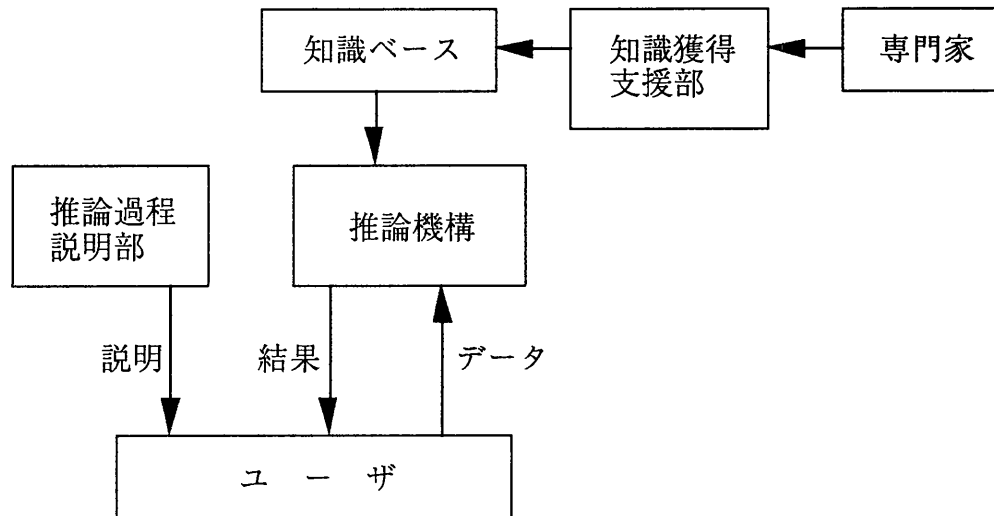 知識ベース
知識獲得
支援部
専門家
推論過程
説明部
推論機構
説明
結果
データ
ユーザ